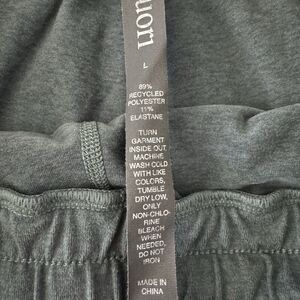 uori
L
89%
RECYCLED
POLYESTER
11%
ELASTANE
TURN
GARMENT
INSIDE OUT,
MACHINE
WASH COLD
WITH LIKE
COLORS,
TUMBLE
DRY LOW,
ONLY
NON-CHLO-
RINE
BLEACH
WHEN
NEEDED,
DO NOT
IRON
MADE IN
CHINA